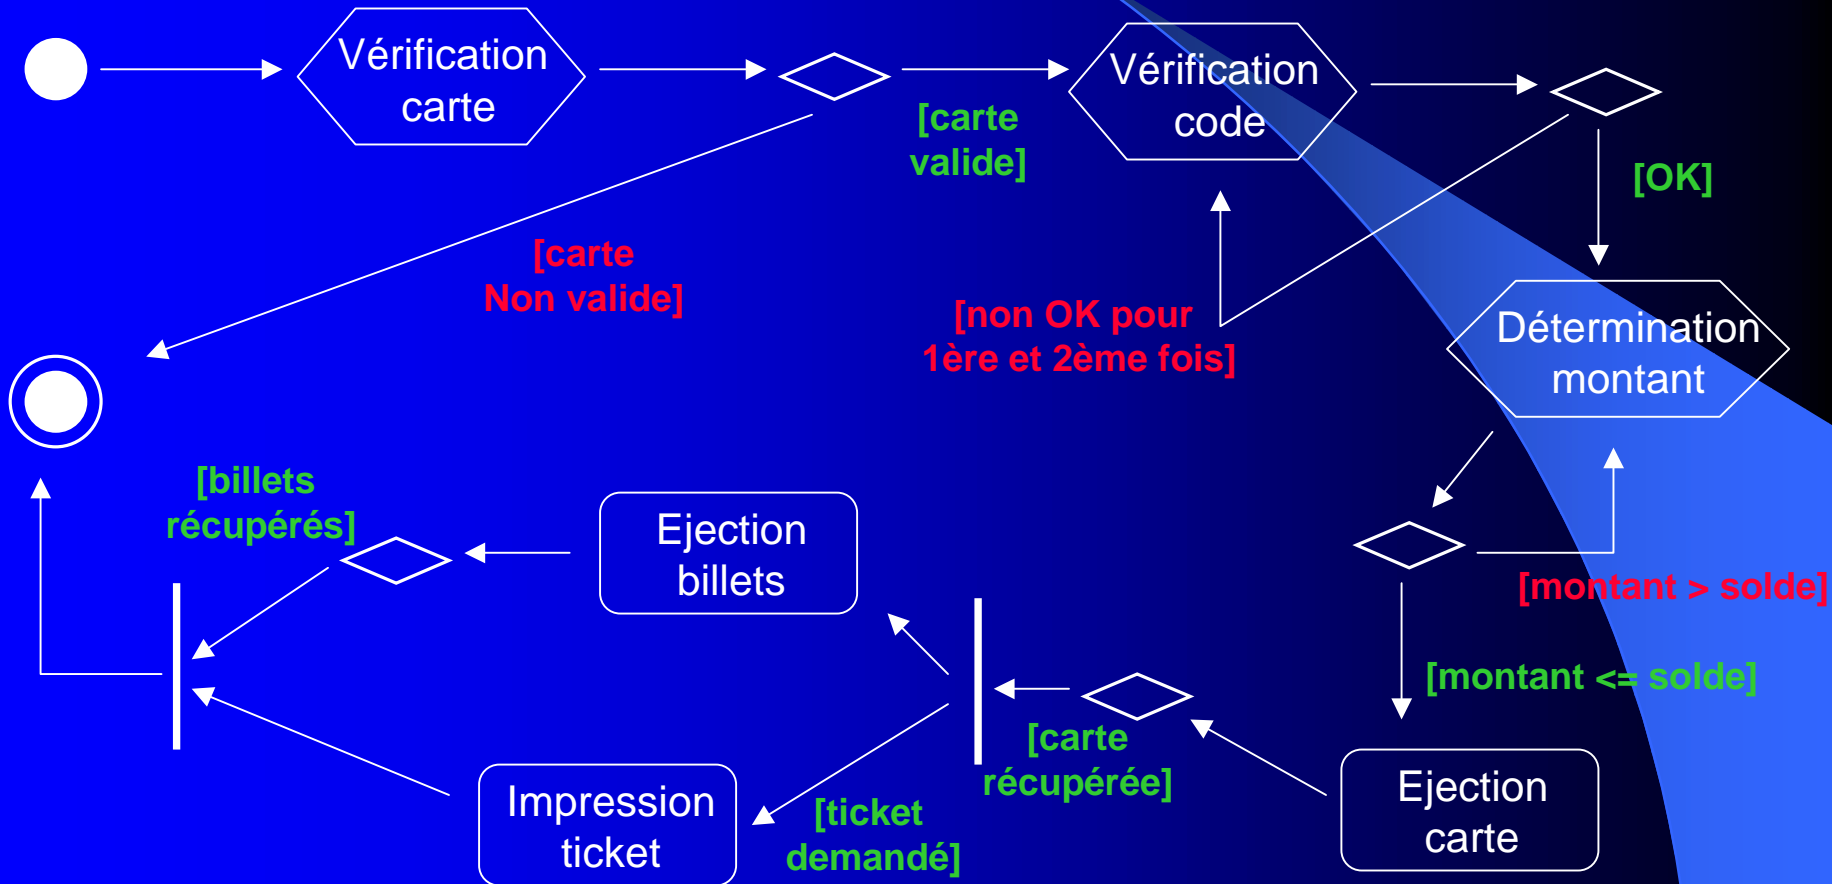 Vérification
carte
[carte
valide]
Vérification
code
[OK]
[carte
Non valide]
[non OK pour
1ère et 2ème fois]
Détermination
montant
[billets
récupérés]
Ejection
billets
[montant > solde]
[montant <= solde]
[carte
récupérée]
Ejection
carte
Impression
ticket
[ticket
demandé]